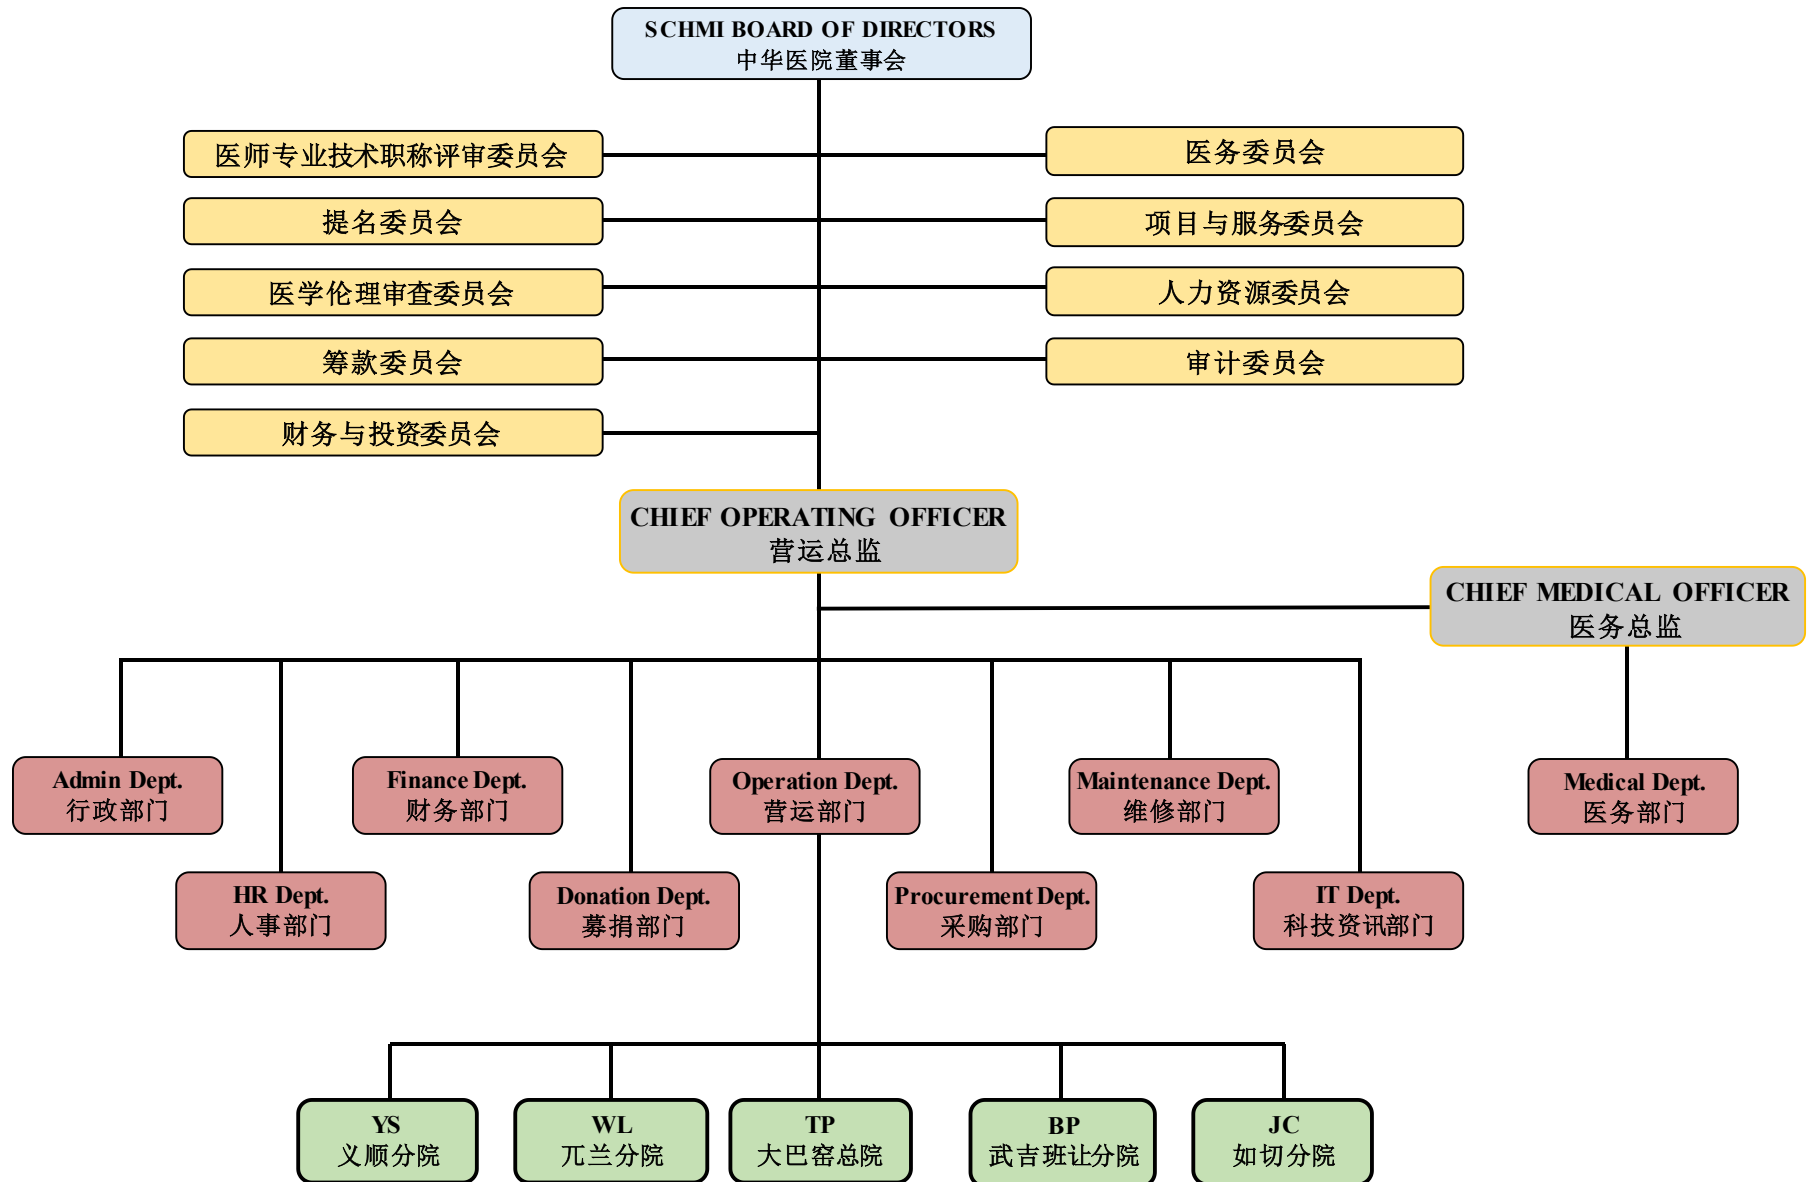 SCHMI BOARD OF DIRECTORS
中华医院董事会
医师专业技术职称评审委员会
医务委员会
提名委员会
项目与服务委员会
医学伦理审查委员会
人力资源委员会
筹款委员会
审计委员会
财务与投资委员会
CHIEF OPERATING OFFICER
营运总监
CHIEF MEDICAL OFFICER
医务总监
Admin Dept.
行政部门
Finance Dept.
财务部门
Operation Dept.
营运部门
Maintenance Dept.
维修部门
Medical Dept.
医务部门
HR Dept.
人事部门
Donation Dept.
募捐部门
Procurement Dept.
采购部门
IT Dept.
科技资讯部门
YS
义顺分院
WL
兀兰分院
TP
大巴窑总院
BP
武吉班让分院
JC
如切分院